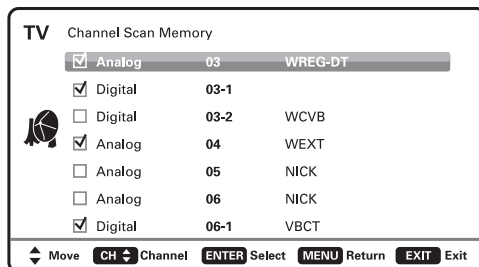 TV Channel Scan Memory
Analog 03 WREG-DT
Digital 03-1
Digital 03-2 WCVB
Analog 04 WEXT
Analog 05 NICK
Analog 06 NICK
Digital 06-1 VBCT
Move CH Channel ENTER Select MENU Return EXIT Exit